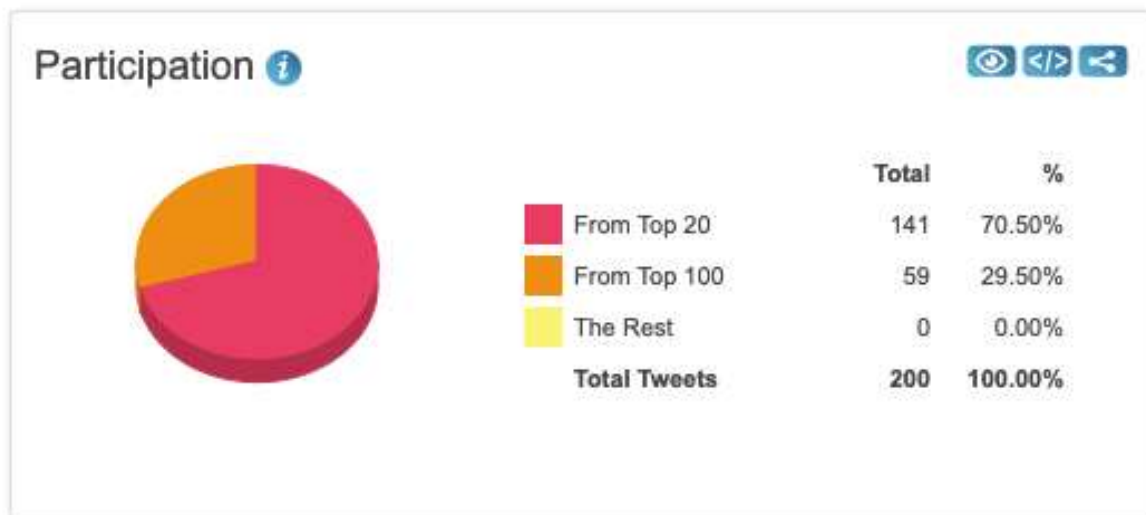 Participation i
</>
Total %
From Top 20 141 70.50%
From Top 100 59 29.50%
The Rest 0 0.00%
Total Tweets 200 100.00%